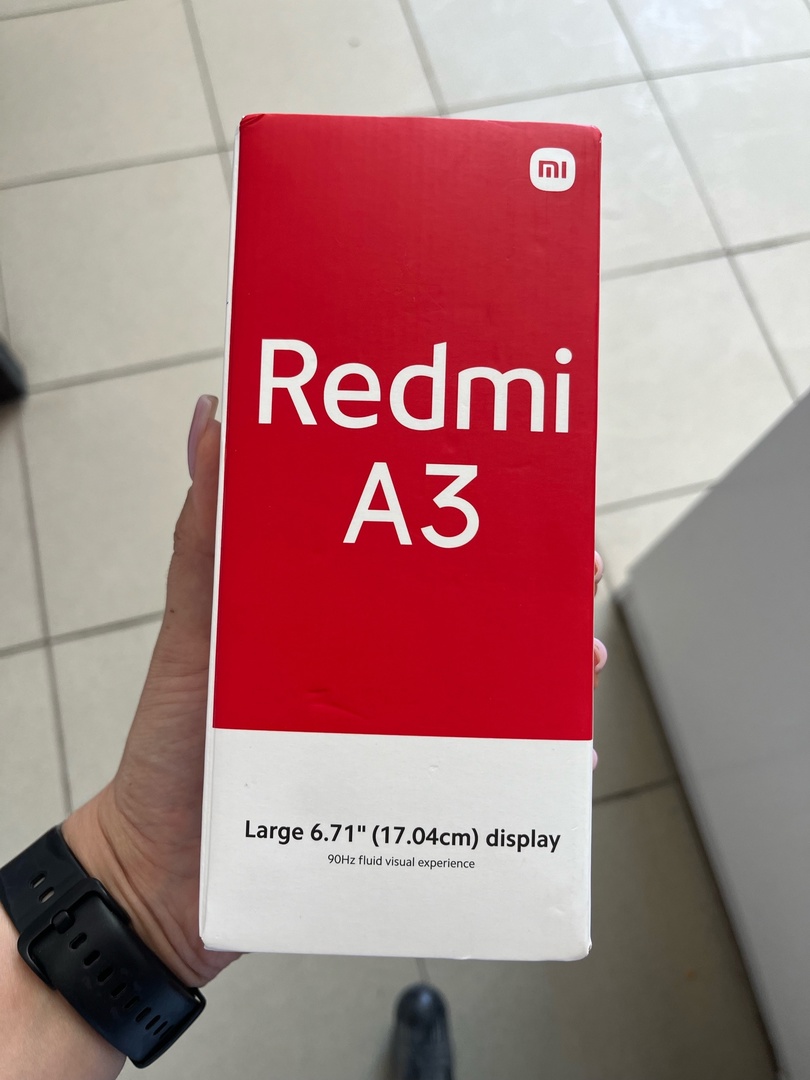 mi
Redmi
A3
Large 6.71" (17.04cm) display
90Hz fluid visual experience